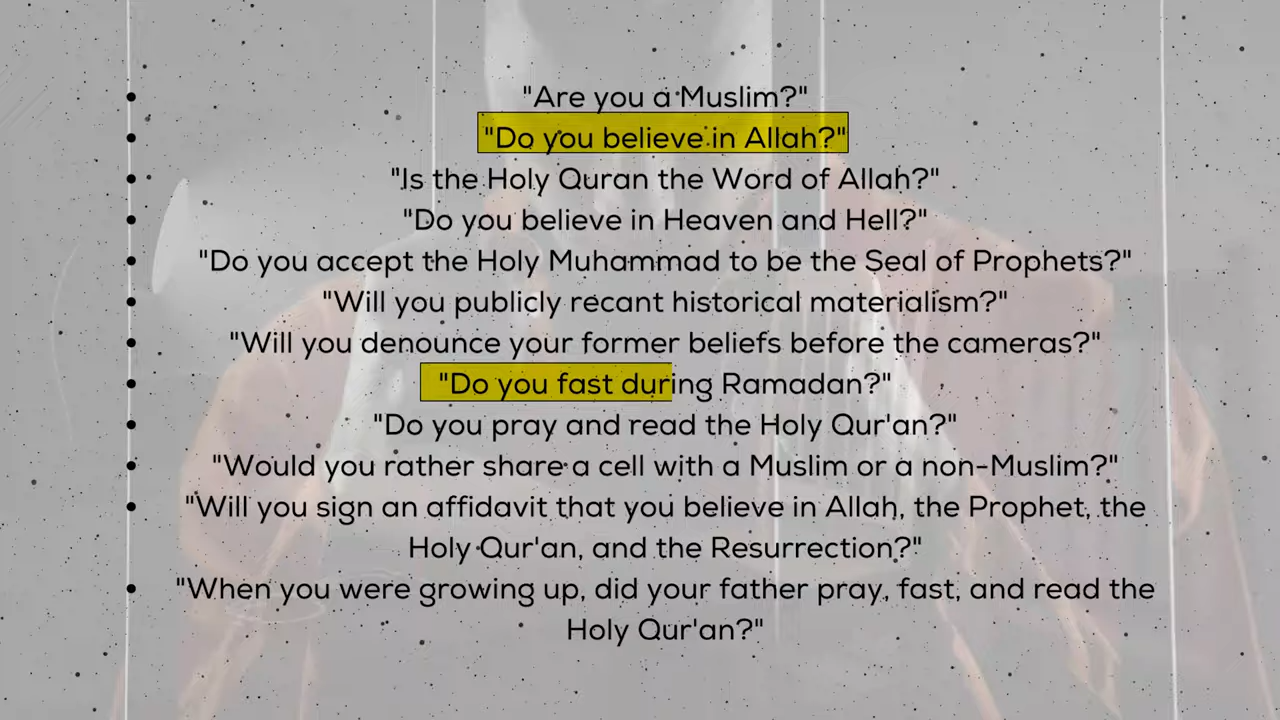 • "Are you a Muslim?"
• "Do you believe in Allah?"
• "Is the Holy Quran the Word of Allah?"
• "Do you believe in Heaven and Hell?"
• "Do you accept the Holy Muhammad to be the Seal of Prophets?"
• "Will you publicly recant historical materialism?"
• "Will you denounce your former beliefs before the cameras?"
• "Do you fast during Ramadan?"
• "Do you pray and read the Holy Qur'an?"
• "Would you rather share a cell with a Muslim or a non-Muslim?"
• "Will you sign an affidavit that you believe in Allah, the Prophet, the
Holy Qur'an, and the Resurrection?"
• "When you were growing up, did your father pray, fast, and read the
Holy Qur'an?"